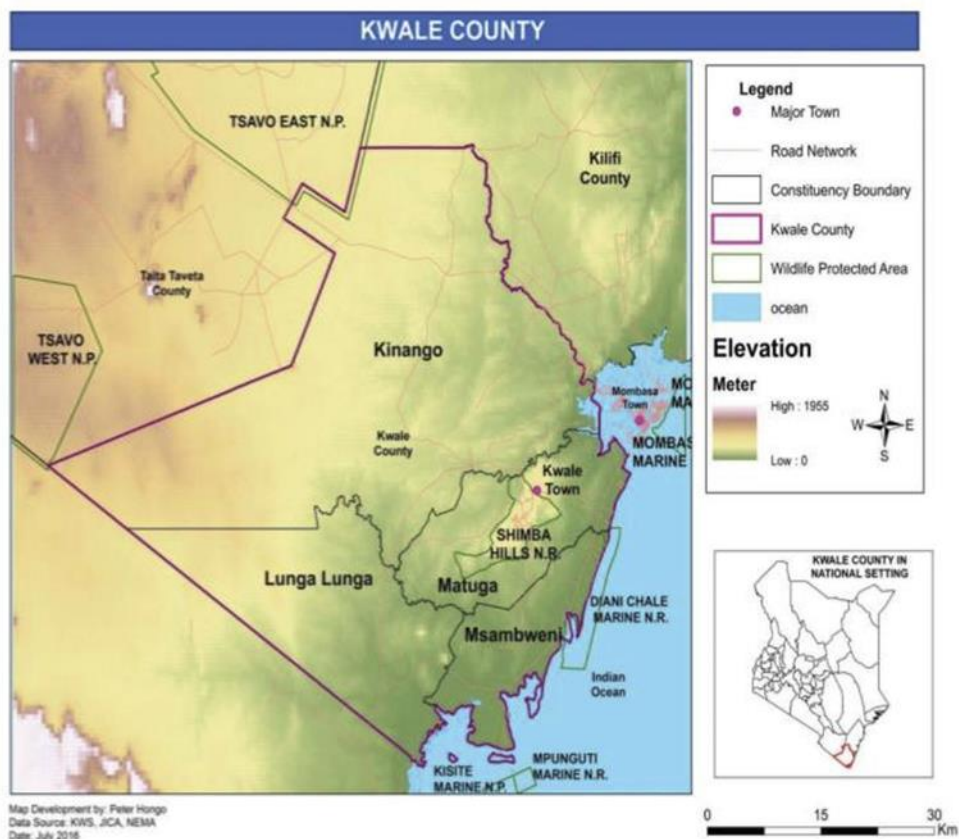 KWALE COUNTY
TSAVO EAST N.P.
Kilifi
County
Taita Taveta
County
TSAVO
WEST N.P.
Kinango
Mombasa
Town
MO
MA
MOMBAS
MARINE
Kwale
County
Kwale
Town
SHIMBA
HILLS N.R.
Lunga Lunga
Matuga
DIANI CHALE
MARINE N.R.
Msambweni
Indian
Ocean
KISITE
MARINE N.P.
MPUNGUTI
MARINE N.R.
Legend
Major Town
Road Network
Constituency Boundary
Kwale County
Wildlife Protected Area
ocean
Elevation
Meter
High : 1955
Low : 0
N
W
E
S
KWALE COUNTY IN
NATIONAL SETTING
Map Development by: Peter Hongo
Data Source: KWS, JICA, NEMA
Date: July 2016
0 15 30
Km